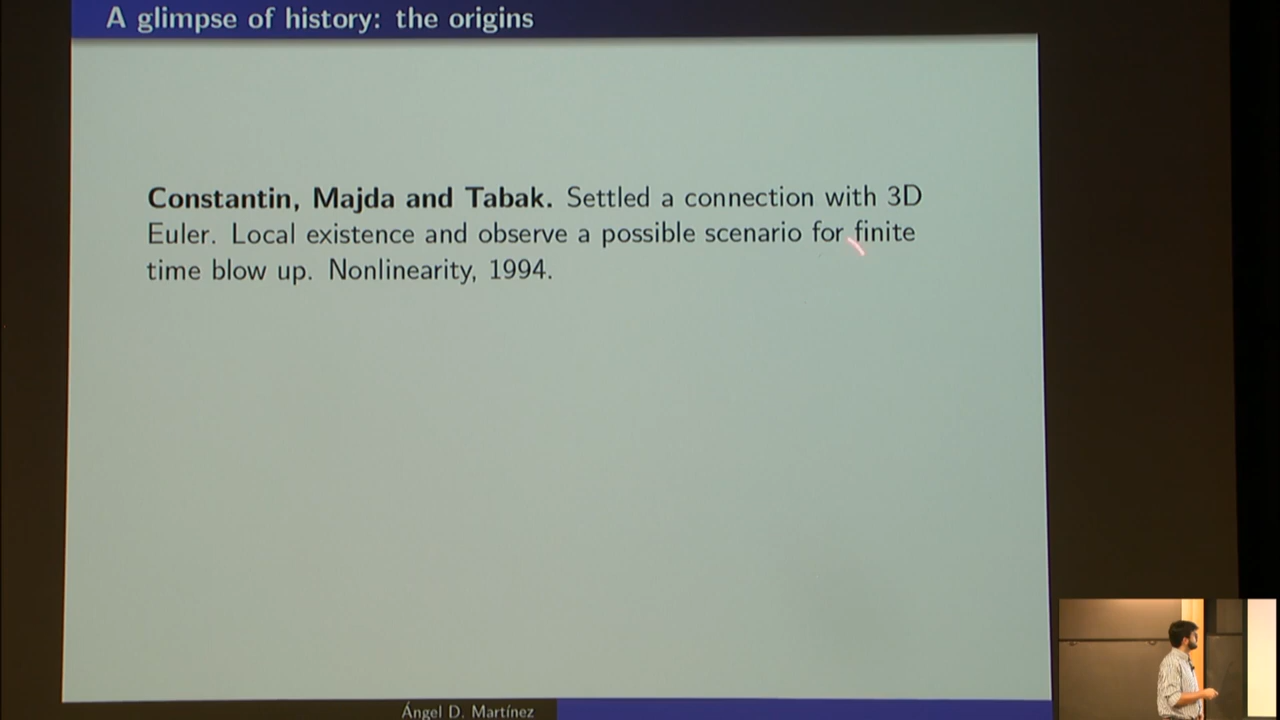 A glimpse of history: the origins
Constantin, Majda and Tabak. Settled a connection with 3D
Euler. Local existence and observe a possible scenario for finite
time blow up. Nonlinearity, 1994.
Ángel D. Martínez